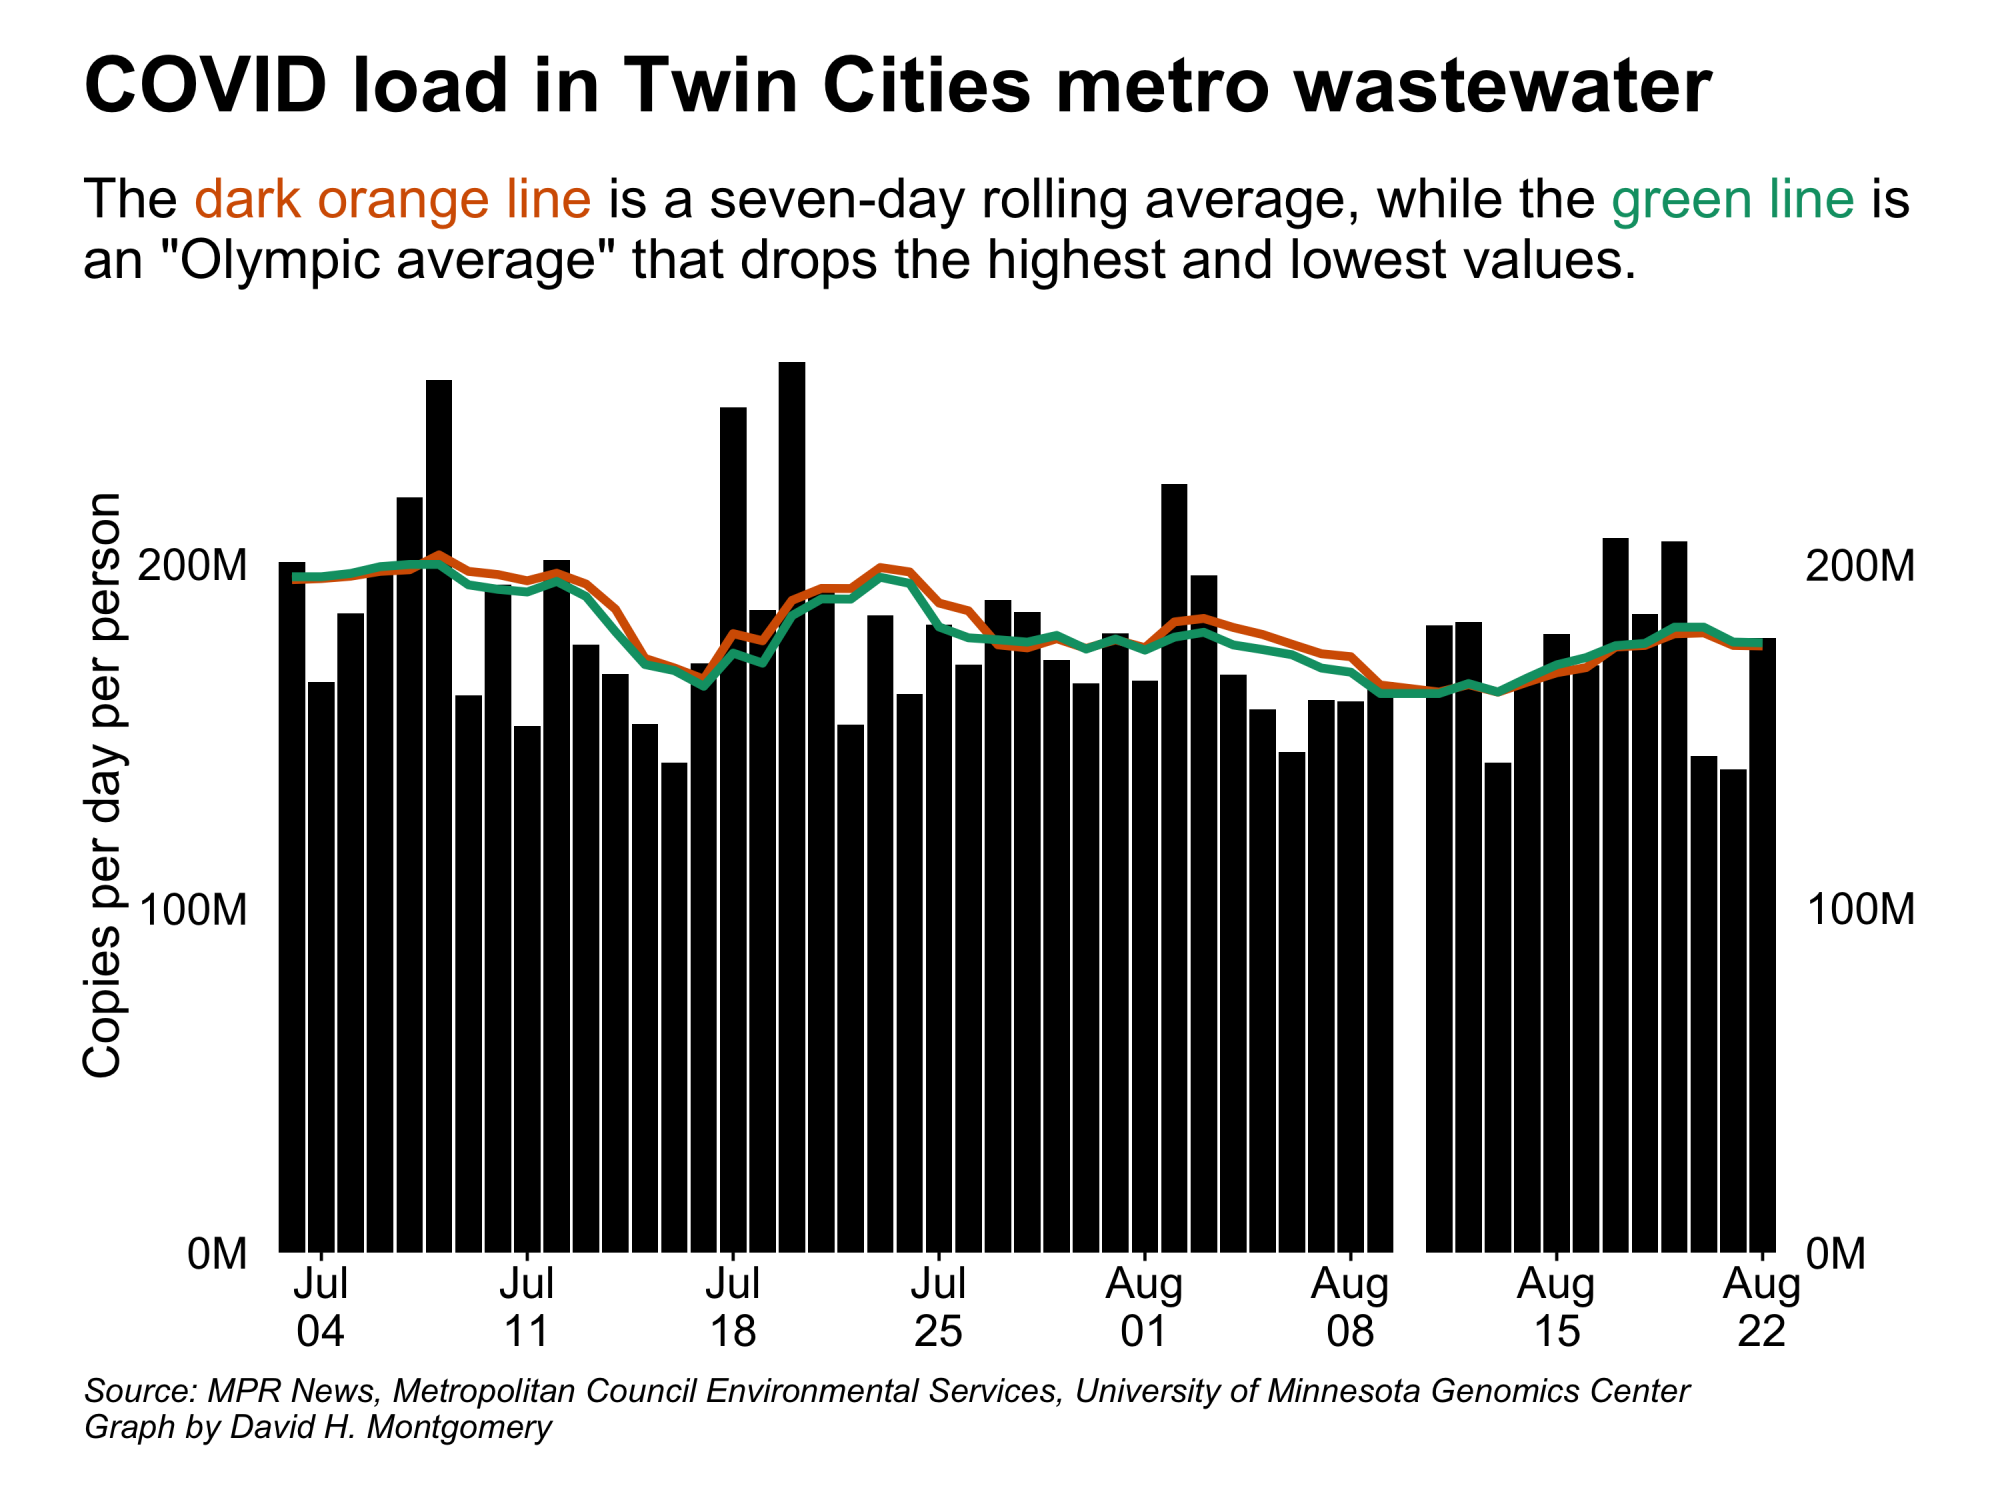 COVID load in Twin Cities metro wastewater
The dark orange line is a seven-day rolling average, while the green line is
an "Olympic average" that drops the highest and lowest values.
Copies per day per person
200M
100M
0M
200M
100M
0M
Jul 04
Jul 11
Jul 18
Jul 25
Aug 01
Aug 08
Aug 15
Aug 22
Source: MPR News, Metropolitan Council Environmental Services, University of Minnesota Genomics Center
Graph by David H. Montgomery